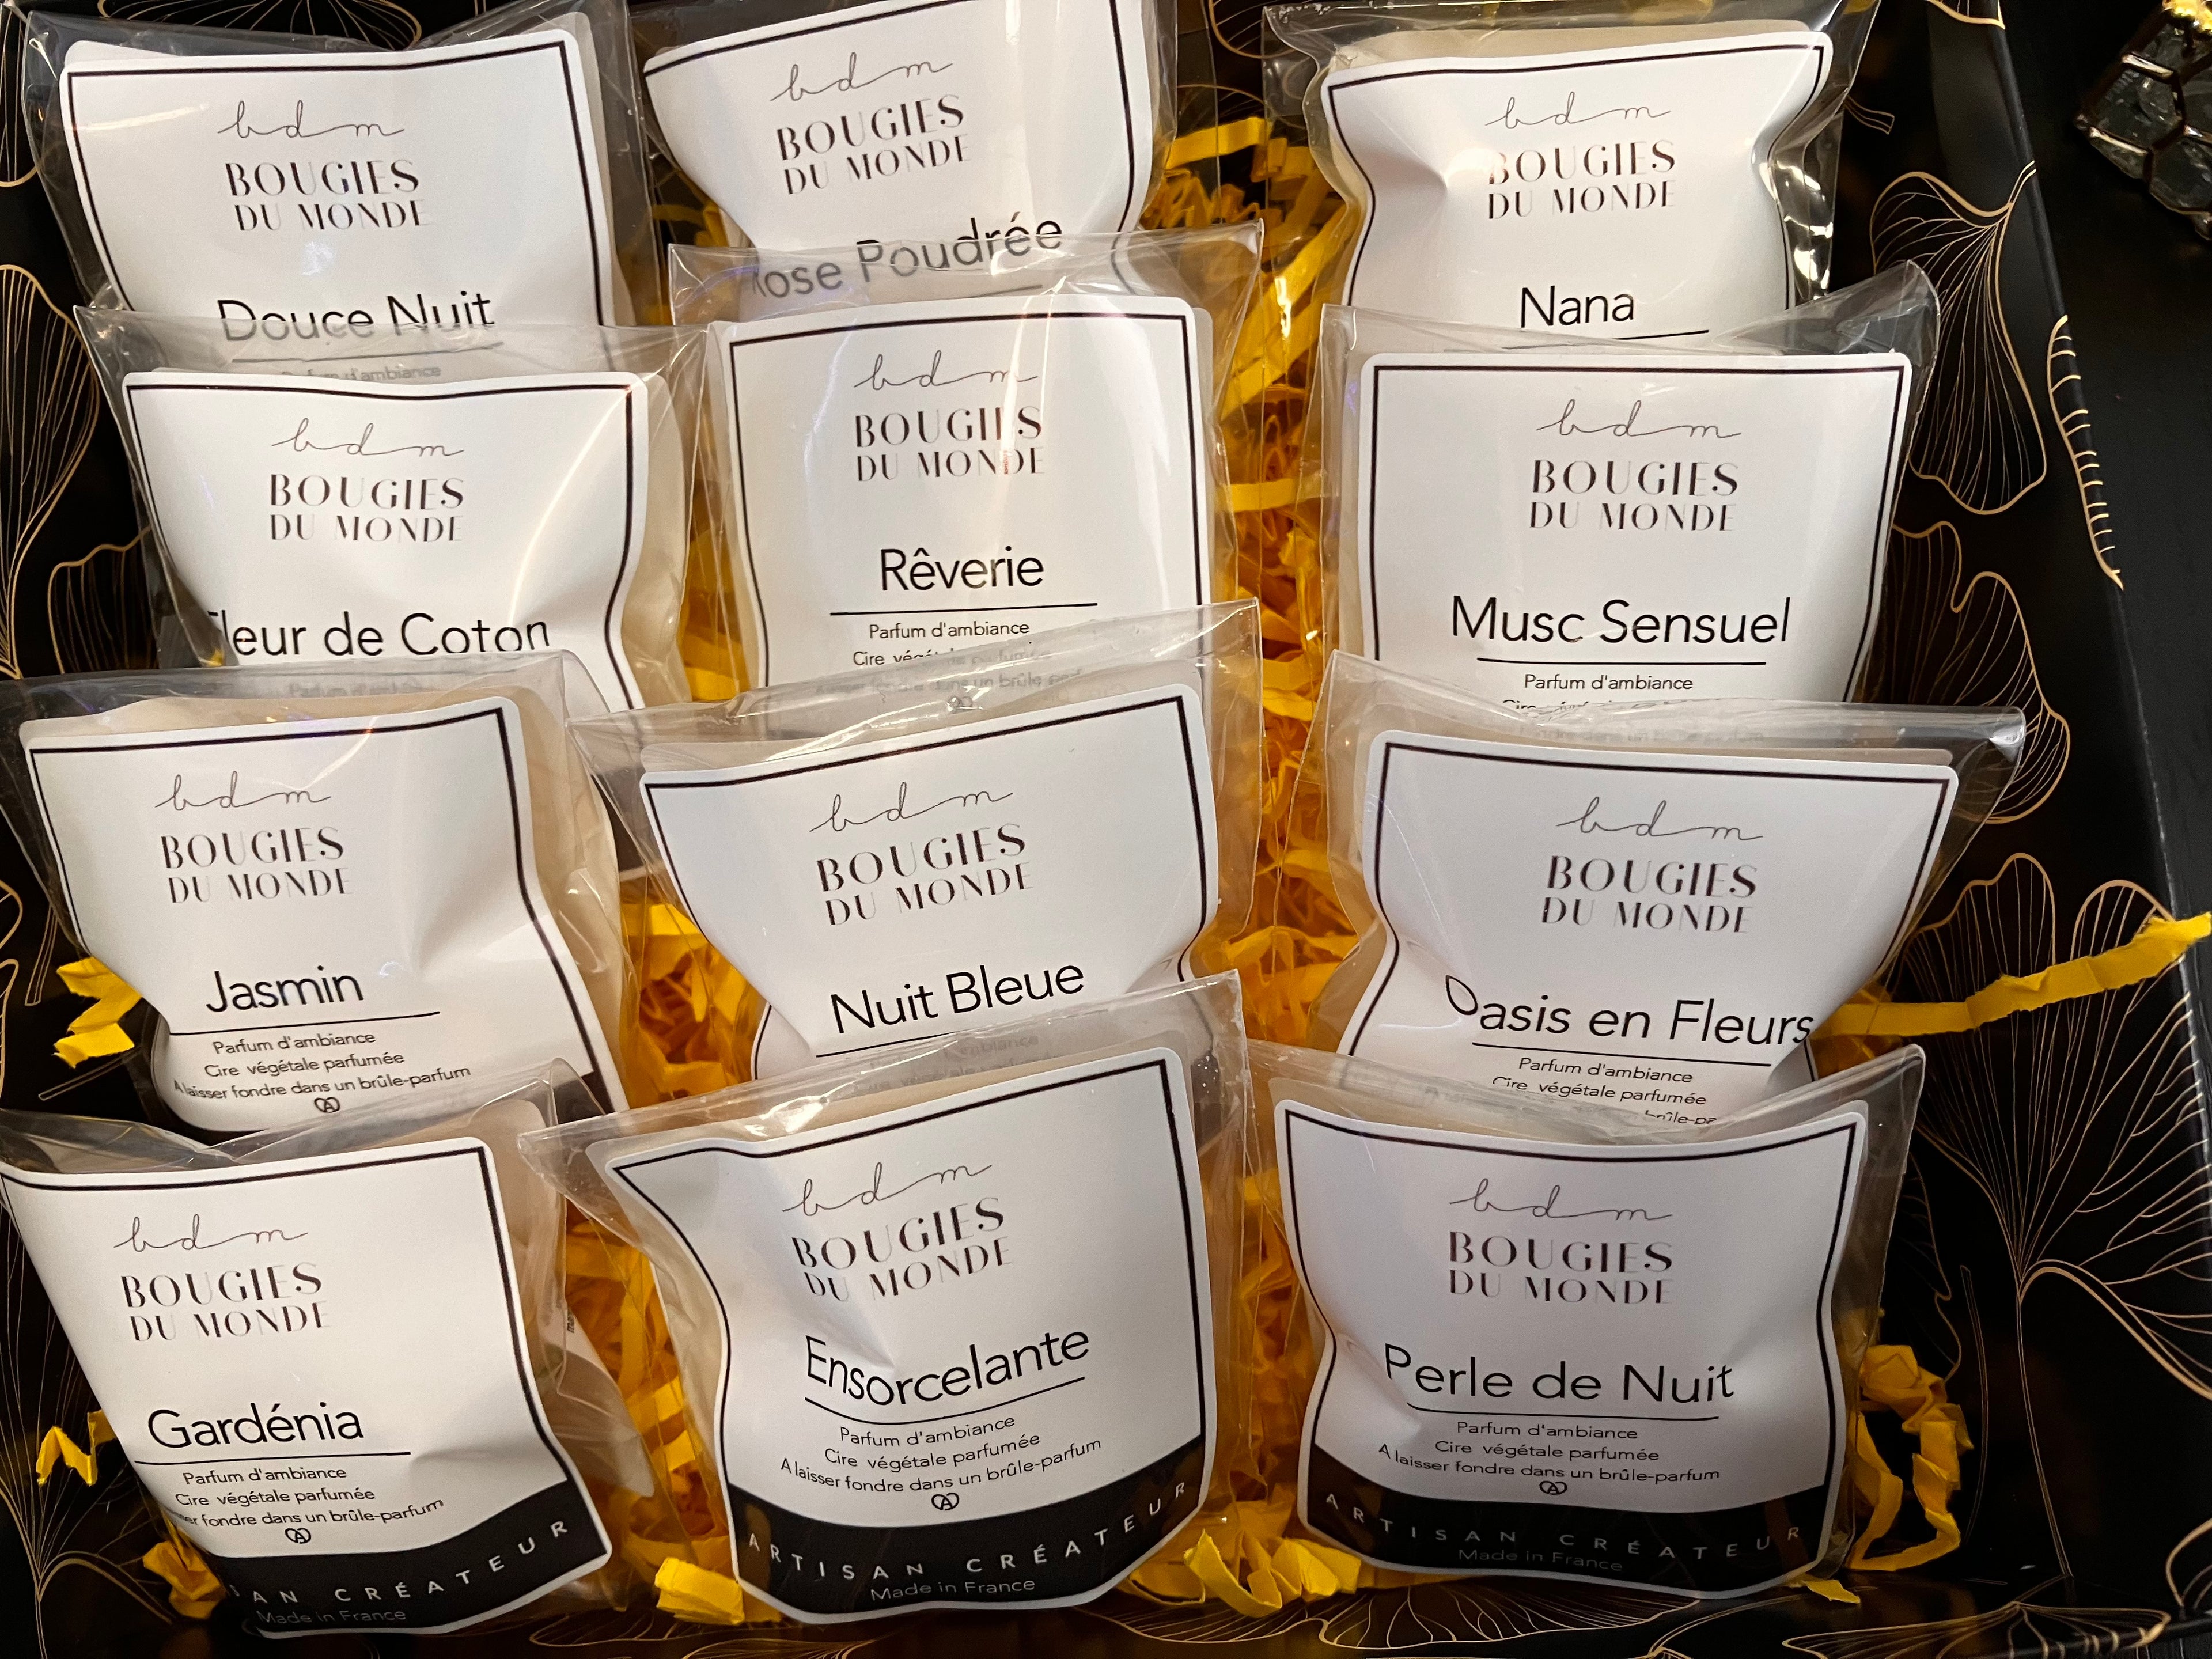 bdm
BOUGIES
DU MONDE
Douce Nuit
Parfum d'ambiance
bdm
BOUGIES
DU MONDE
Rose Poudrée
bdm
BOUGIES
DU MONDE
Nana
bdm
BOUGIES
DU MONDE
Fleur de Coton
bdm
BOUGIES
DU MONDE
Rêverie
Parfum d'ambiance
Cire végétale parfumée
bdm
BOUGIES
DU MONDE
Musc Sensuel
Parfum d'ambiance
bdm
BOUGIES
DU MONDE
Jasmin
Parfum d'ambiance
Cire végétale parfumée
A laisser fondre dans un brûle-parfum
bdm
BOUGIES
DU MONDE
Nuit Bleue
bdm
BOUGIES
DU MONDE
Oasis en Fleurs
Parfum d'ambiance
Cire végétale parfumée
bdm
BOUGIES
DU MONDE
Gardénia
Parfum d'ambiance
Cire végétale parfumée
fondre dans un brûle-parfum
CRÉATEUR
Made in France
bdm
BOUGIES
DU MONDE
Ensorcelante
Parfum d'ambiance
Cire végétale parfumée
A laisser fondre dans un brûle-parfum
ARTISAN CRÉATEUR
Made in France
bdm
BOUGIES
DU MONDE
Perle de Nuit
Parfum d'ambiance
Cire végétale parfumée
A laisser fondre dans un brûle-parfum
ARTISAN CRÉATEUR
Made in France